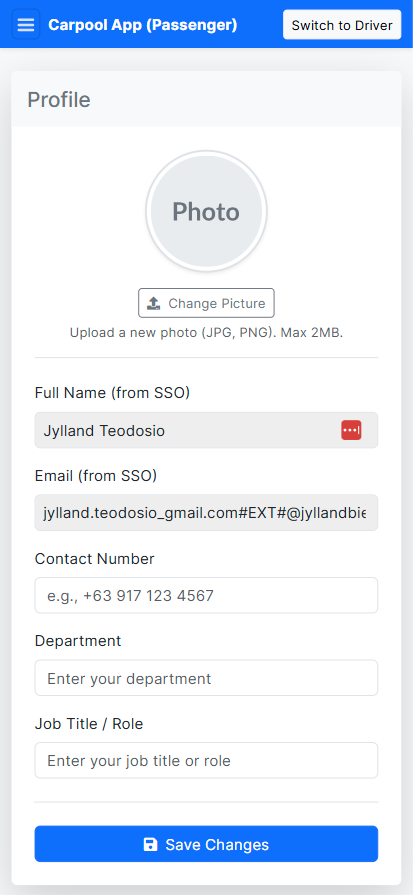 Carpool App (Passenger)
Switch to Driver
Profile
Photo
Change Picture
Upload a new photo (JPG, PNG). Max 2MB.
Full Name (from SSO)
Jylland Teodosio
Email (from SSO)
jylland.teodosio_gmail.com#EXT#@jyllandbie
Contact Number
e.g., +63 917 123 4567
Department
Enter your department
Job Title / Role
Enter your job title or role
Save Changes